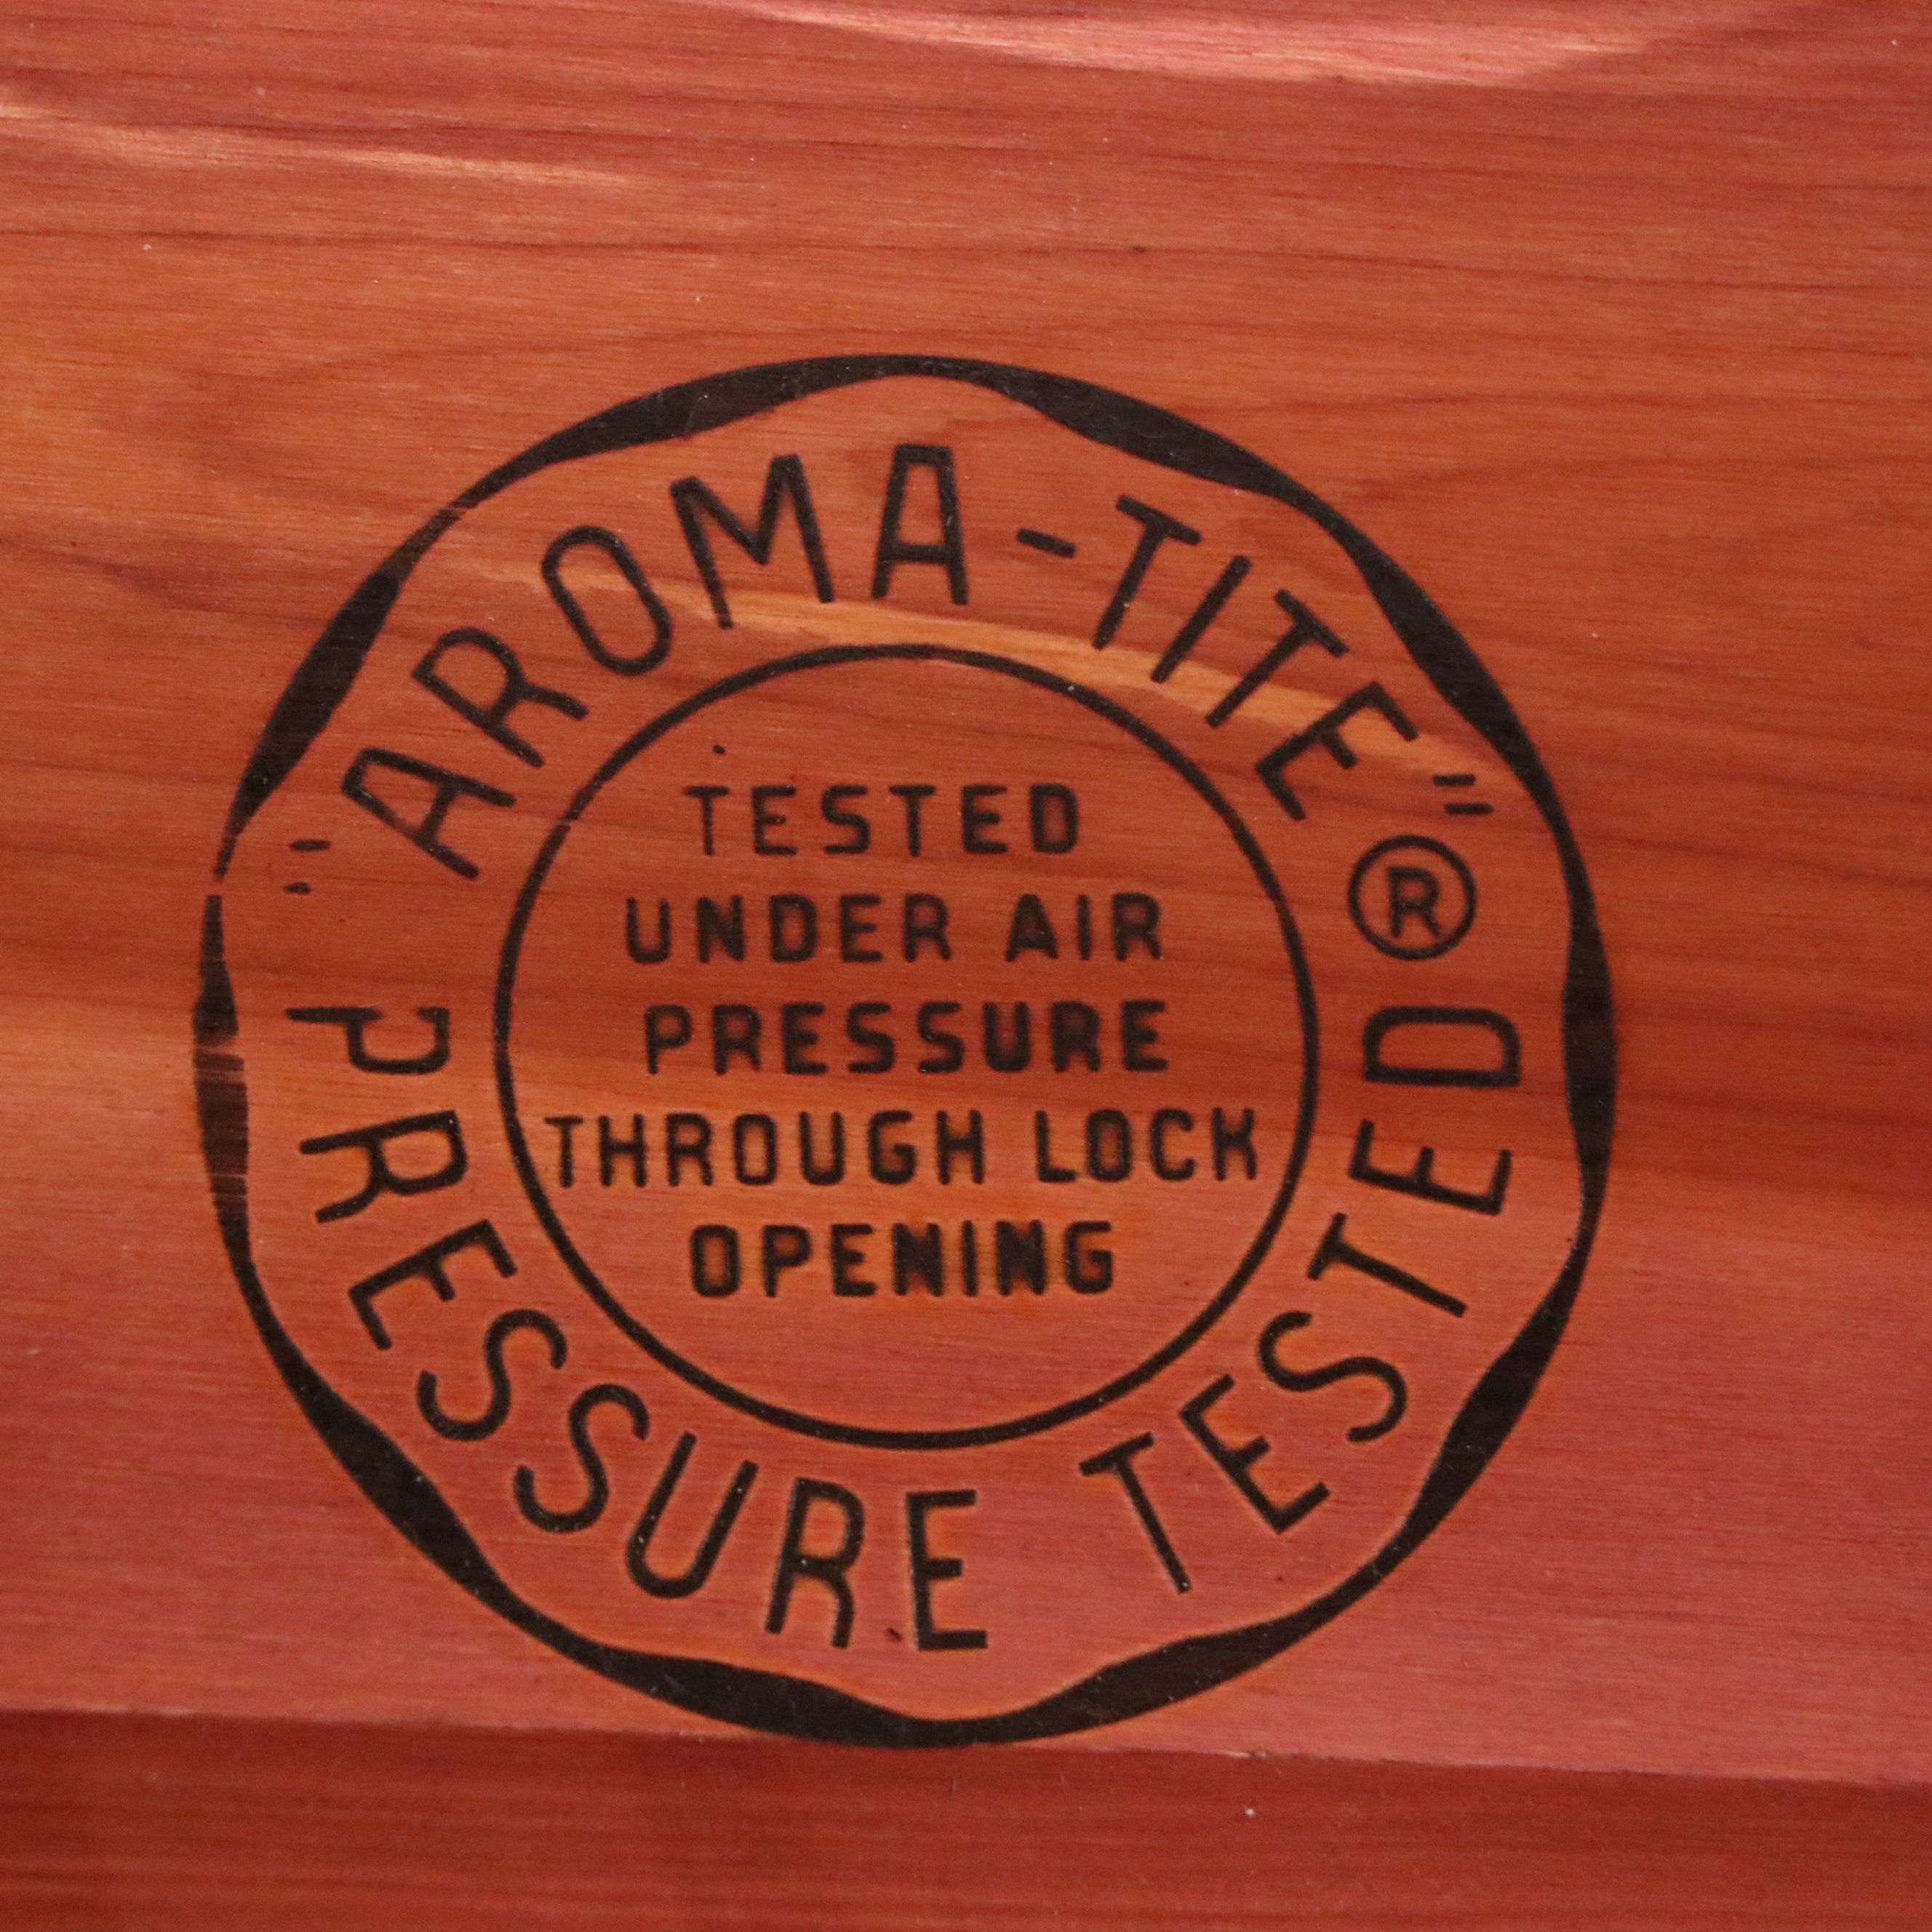 "AROMA-TITE"®
PRESSURE TESTED
TESTED
UNDER AIR
PRESSURE
THROUGH LOCK
OPENING